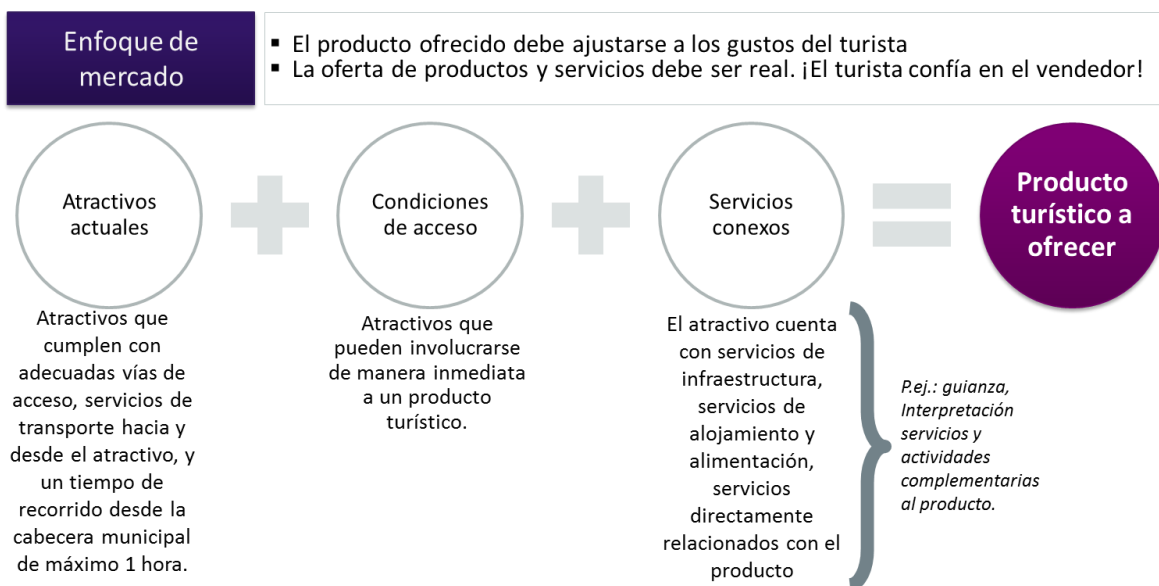 Enfoque de
mercado
▪ El producto ofrecido debe ajustarse a los gustos del turista
▪ La oferta de productos y servicios debe ser real. ¡El turista confía en el vendedor!
Atractivos
actuales
Condiciones
de acceso
Servicios
conexos
Producto
turístico a
ofrecer
Atractivos que
cumplen con
adecuadas vías de
acceso, servicios de
transporte hacia y
desde el atractivo, y
un tiempo de
recorrido desde la
cabecera municipal
de máximo 1 hora.
Atractivos que
pueden involucrarse
de manera inmediata
a un producto
turístico.
El atractivo cuenta
con servicios de
infraestructura,
servicios de
alojamiento y
alimentación,
servicios
directamente
relacionados con el
producto
P.ej.: guianza,
Interpretación
servicios y
actividades
complementarias
al producto.